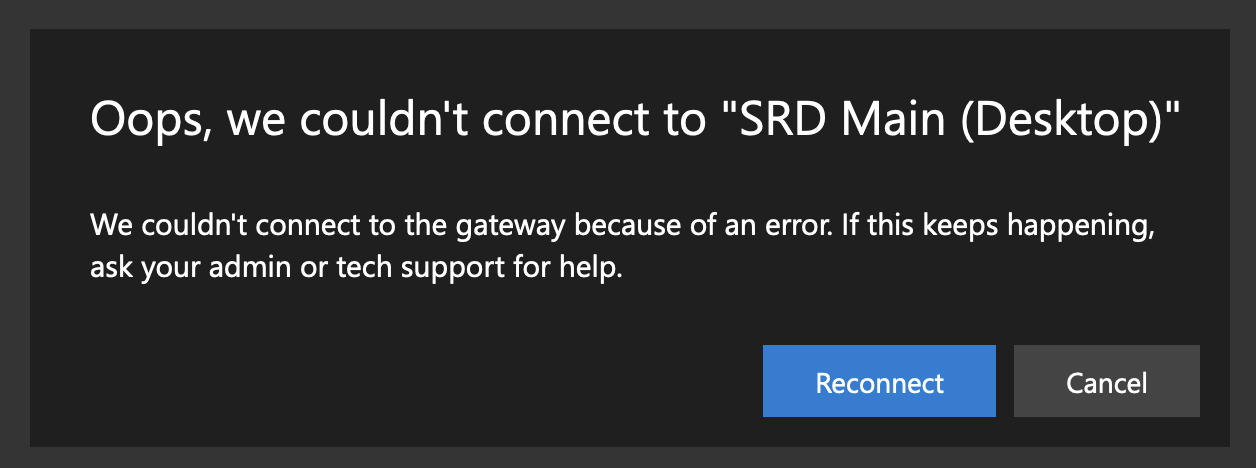 Oops, we couldn't connect to "SRD Main (Desktop)"
We couldn't connect to the gateway because of an error. If this keeps happening,
ask your admin or tech support for help.
Reconnect
Cancel